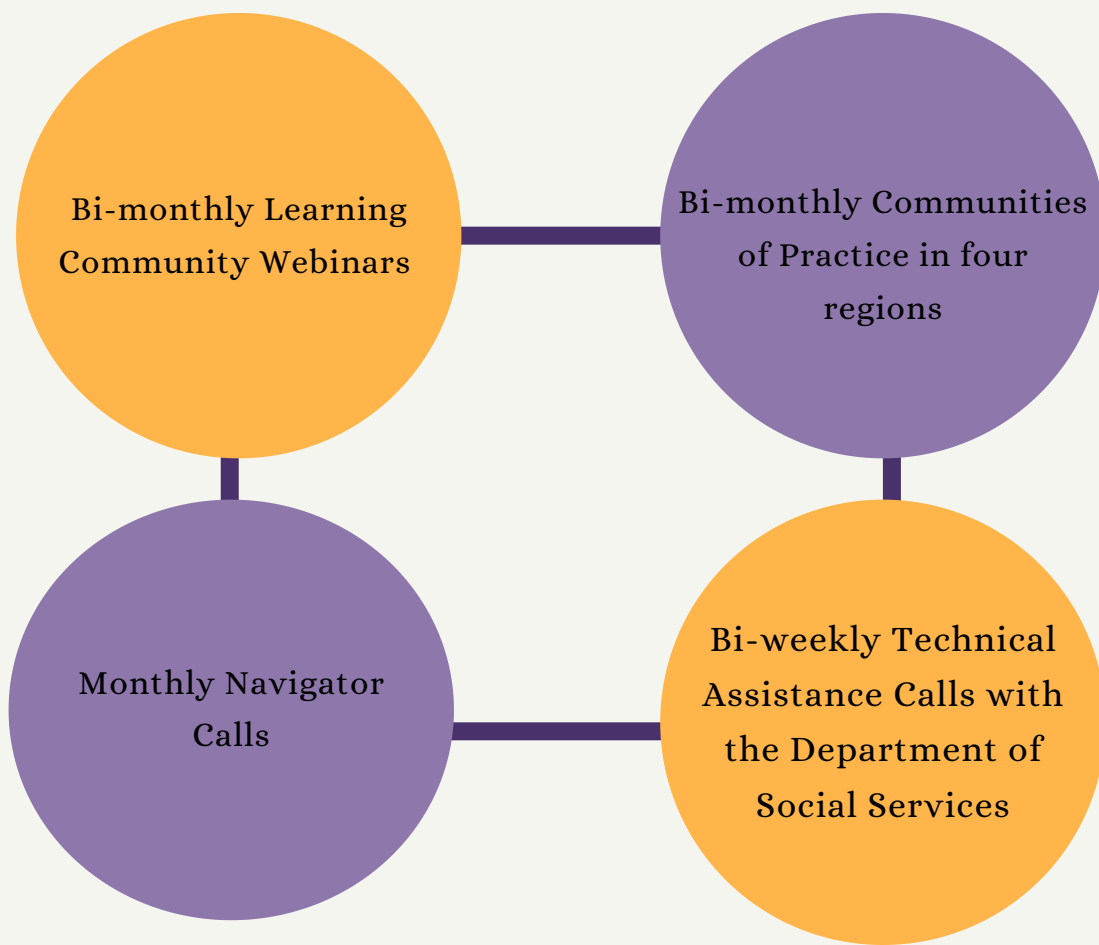 Bi-monthly Learning
Community Webinars
Bi-monthly Communities
of Practice in four
regions
Monthly Navigator
Calls
Bi-weekly Technical
Assistance Calls with
the Department of
Social Services